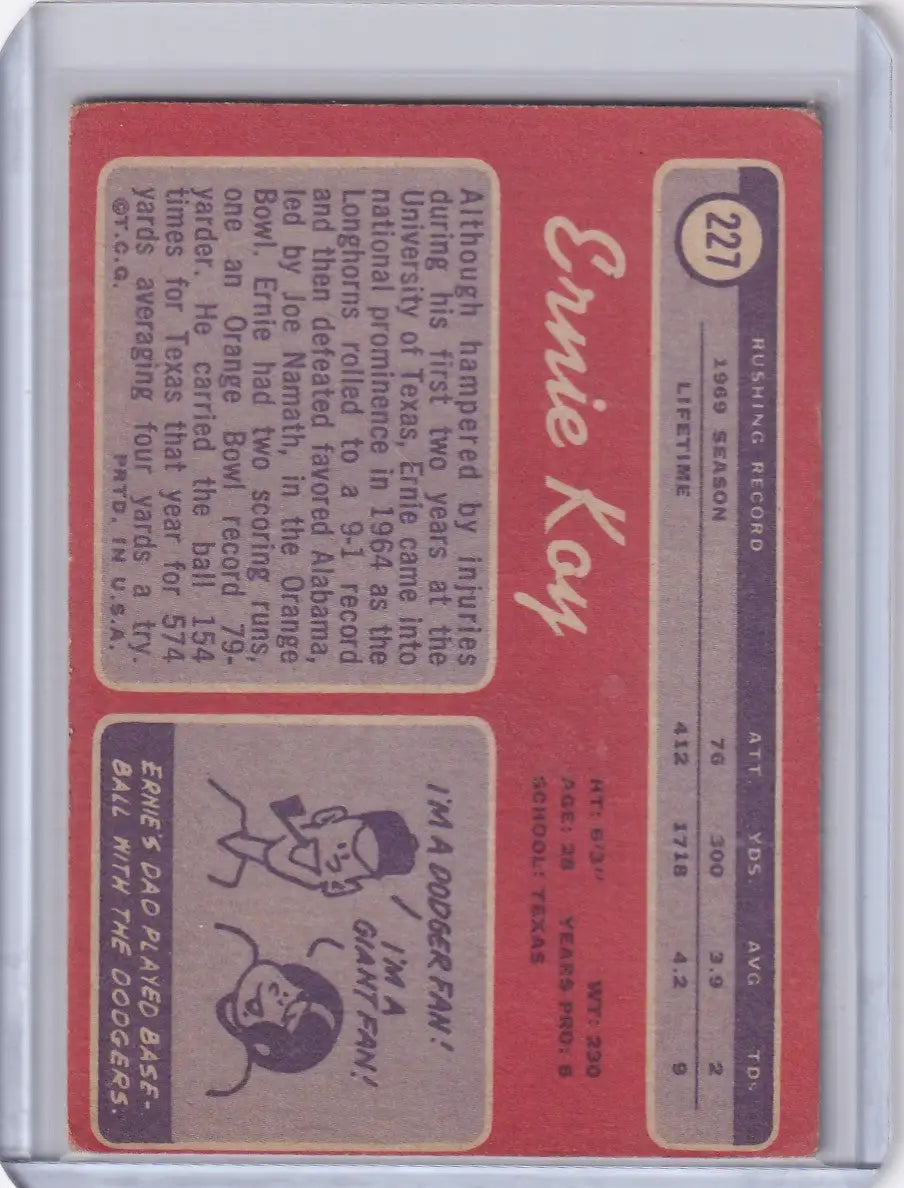 227
RUSHING RECORD ATT. YDS. AVG TDs
1969 SEASON 76 300 3.9 2
LIFETIME 412 1718 4.2 9
Ernie Koy
HT: 6'3" WT: 230
AGE: 28 YEARS PRO: 6
SCHOOL: TEXAS
Although hampered by injuries
during his first two years at the
University of Texas, Ernie came into
national prominence in 1964 as the
Longhorns rolled to a 9-1 record
and then defeated favored Alabama,
led by Joe Namath, in the Orange
Bowl. Ernie had two scoring runs,
one an Orange Bowl record 79-
yarder. He carried the ball 154
times for Texas that year for 574
yards averaging four yards a try.
©T.C.G. PRTD. IN U.S.A.
I'M A DODGER FAN!
I'M A
GIANT FAN!
ERNIE'S DAD PLAYED BASE-
BALL WITH THE DODGERS.